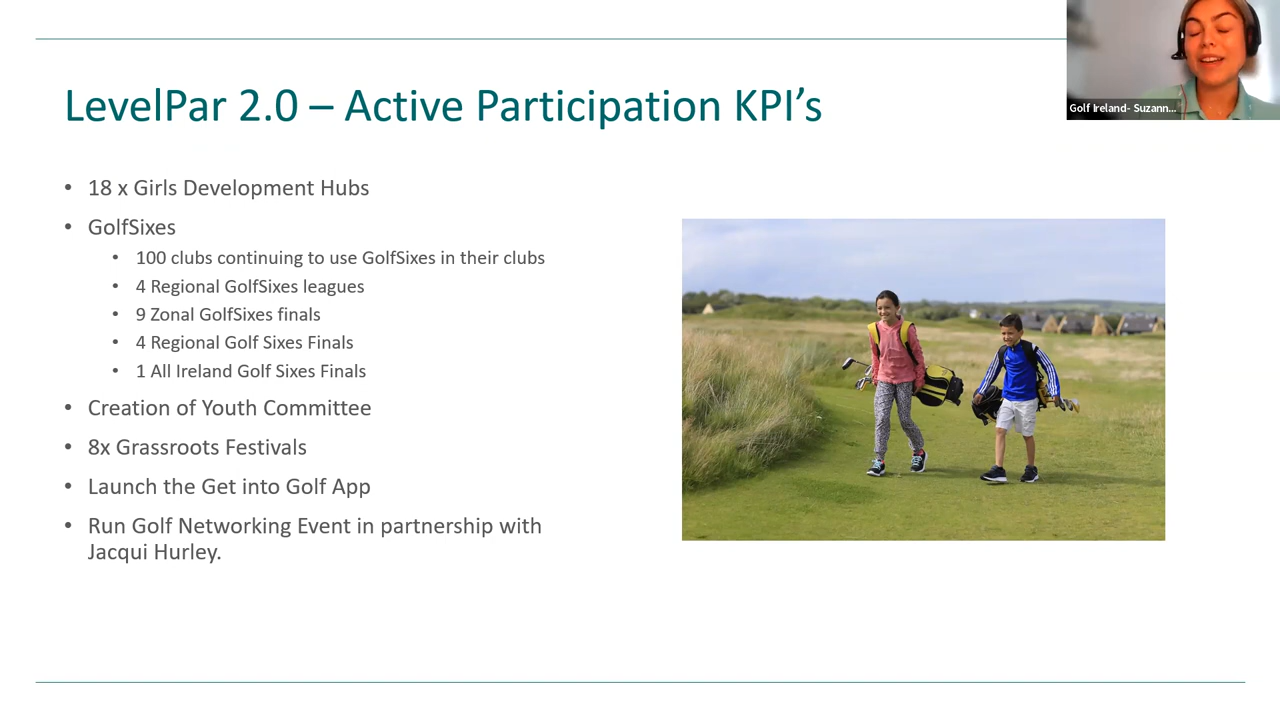 LevelPar 2.0 – Active Participation KPI’s
• 18 x Girls Development Hubs
• GolfSixes
• 100 clubs continuing to use GolfSixes in their clubs
• 4 Regional GolfSixes leagues
• 9 Zonal GolfSixes finals
• 4 Regional Golf Sixes Finals
• 1 All Ireland Golf Sixes Finals
• Creation of Youth Committee
• 8x Grassroots Festivals
• Launch the Get into Golf App
• Run Golf Networking Event in partnership with
Jacqui Hurley.
Golf Ireland- Suzann...